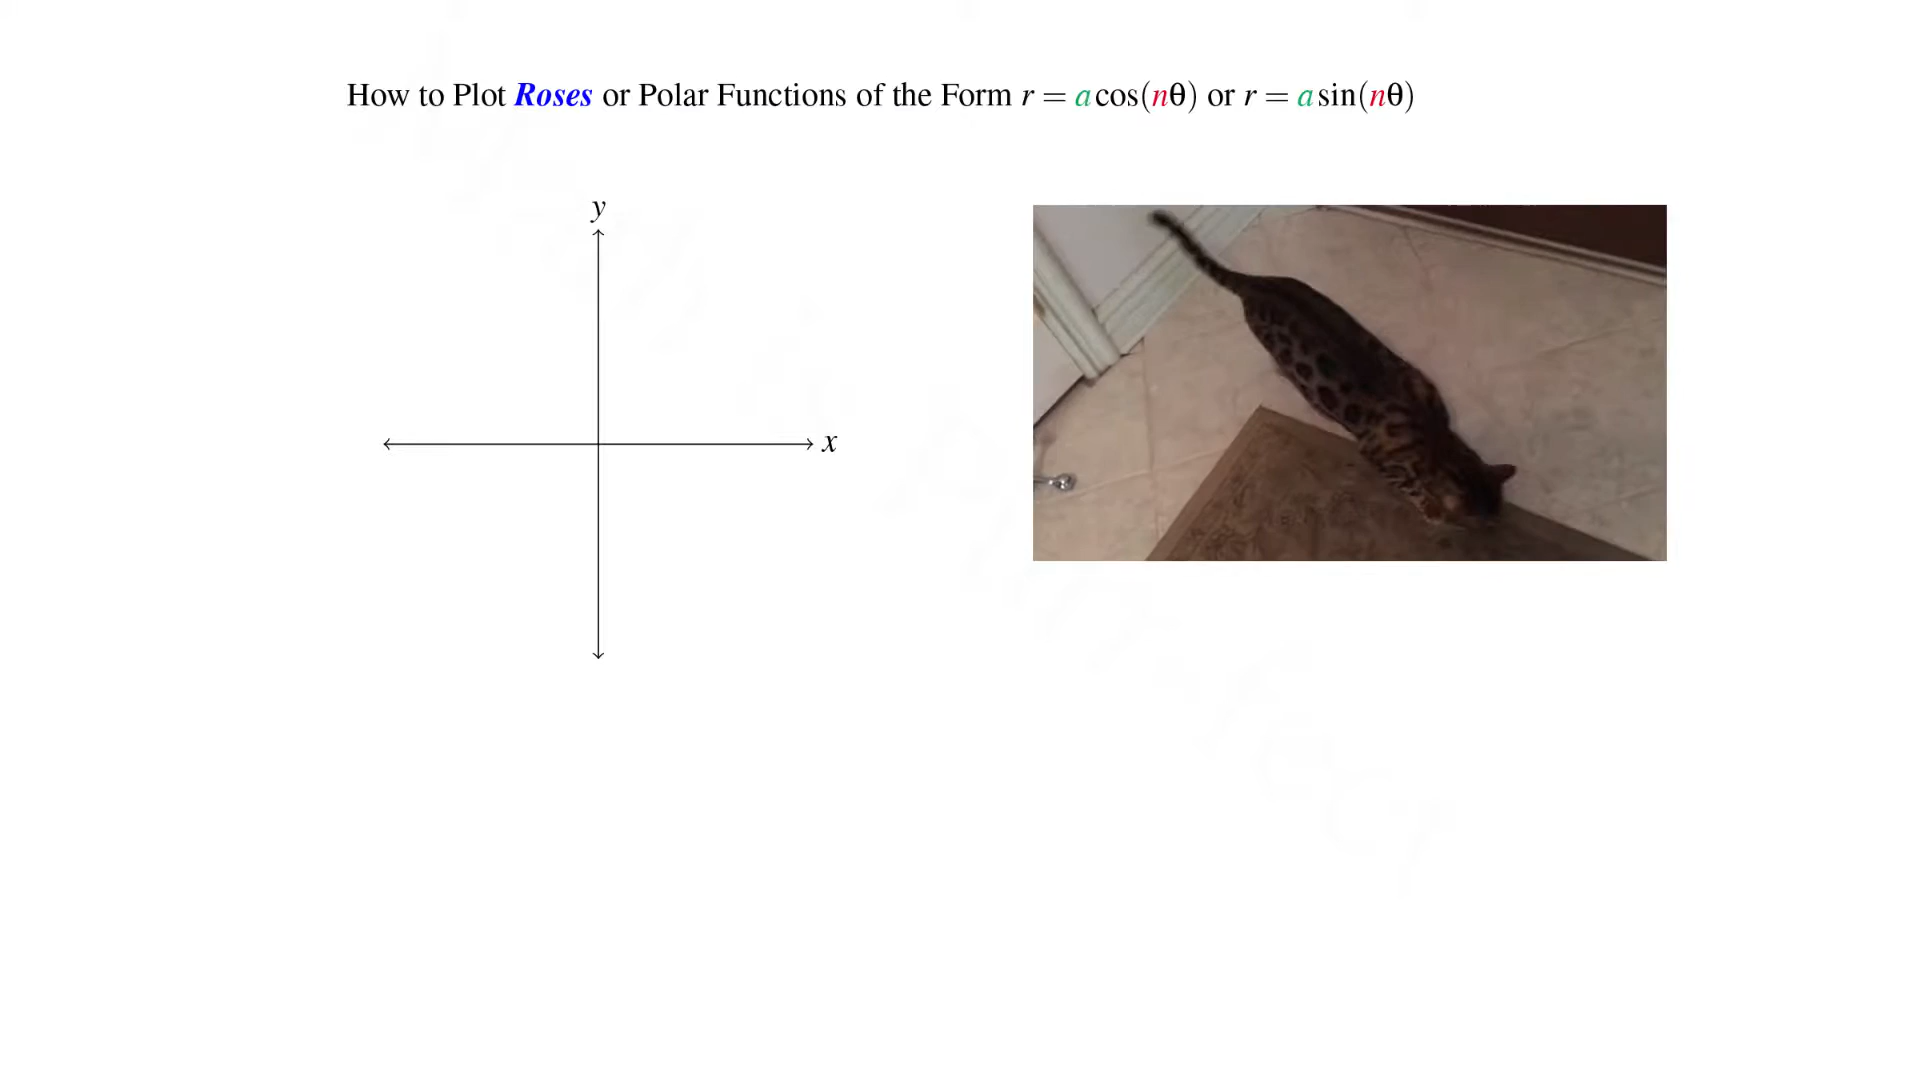 How to Plot Roses or Polar Functions of the Form r = a cos(nθ) or r = a sin(nθ)
y
x